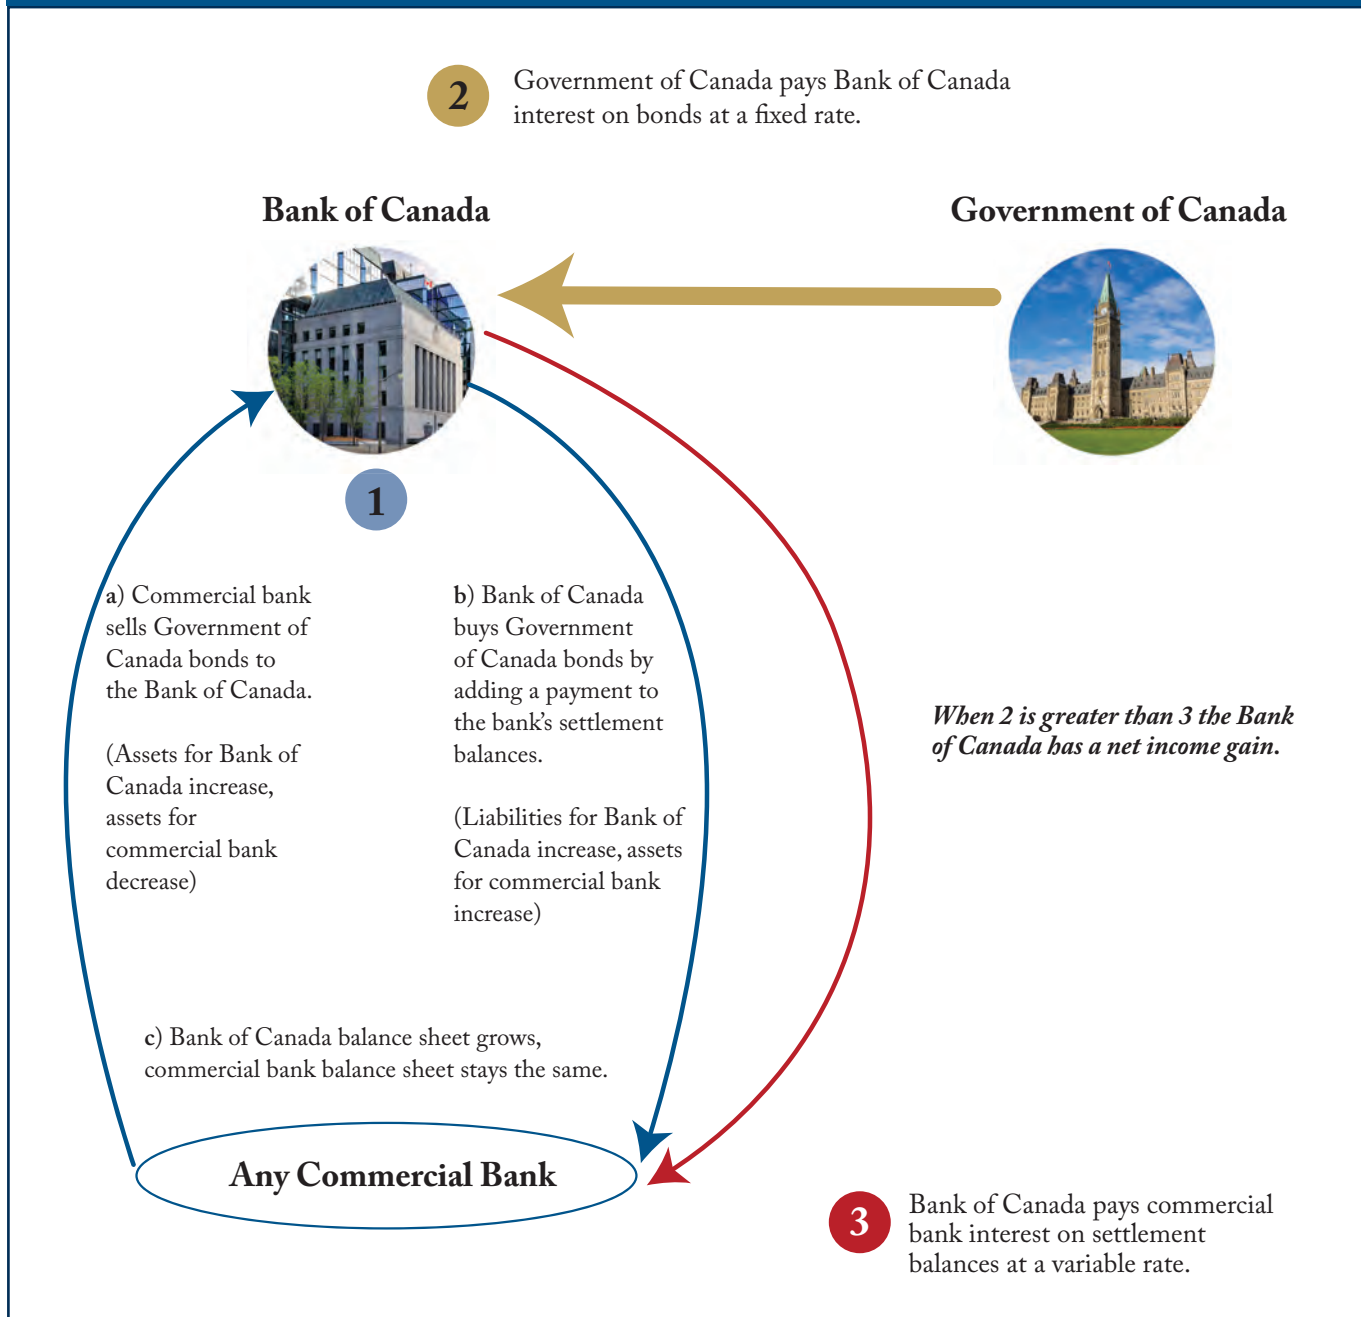 2
Government of Canada pays Bank of Canada
interest on bonds at a fixed rate.
Bank of Canada
Government of Canada
1
a) Commercial bank
sells Government of
Canada bonds to
the Bank of Canada.
(Assets for Bank of
Canada increase,
assets for
commercial bank
decrease)
b) Bank of Canada
buys Government
of Canada bonds by
adding a payment to
the bank’s settlement
balances.
(Liabilities for Bank of
Canada increase, assets
for commercial bank
increase)
When 2 is greater than 3 the Bank
of Canada has a net income gain.
c) Bank of Canada balance sheet grows,
commercial bank balance sheet stays the same.
Any Commercial Bank
3
Bank of Canada pays commercial
bank interest on settlement
balances at a variable rate.